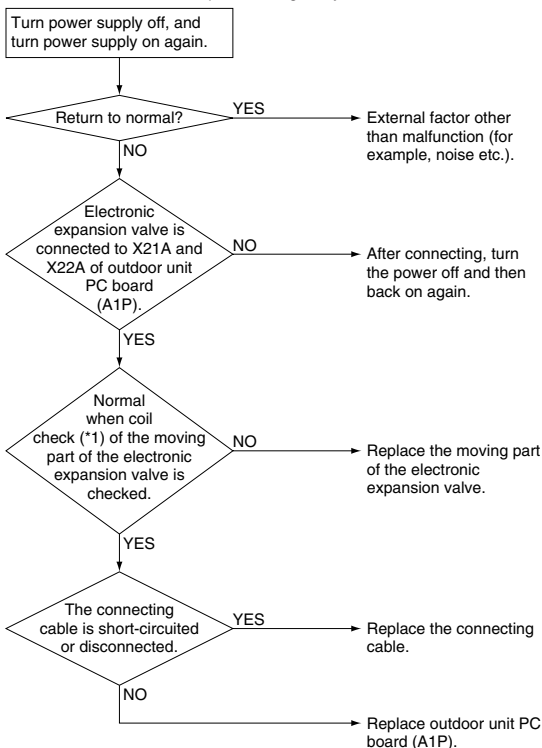 Turn power supply off, and
turn power supply on again.
Return to normal?
YES
External factor other
than malfunction (for
example, noise etc.).
NO
Electronic
expansion valve is
connected to X21A and
X22A of outdoor unit
PC board
(A1P).
NO
After connecting, turn
the power off and then
back on again.
YES
Normal
when coil
check (*1) of the moving
part of the electronic
expansion valve is
checked.
NO
Replace the moving part
of the electronic
expansion valve.
YES
The connecting
cable is short-circuited
or disconnected.
YES
Replace the connecting
cable.
NO
Replace outdoor unit PC
board (A1P).